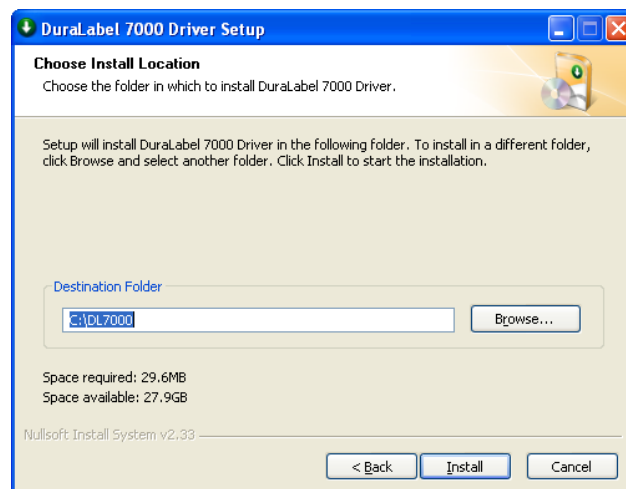 DuraLabel 7000 Driver Setup
Choose Install Location
Choose the folder in which to install DuraLabel 7000 Driver.
Setup will install DuraLabel 7000 Driver in the following folder. To install in a different folder,
click Browse and select another folder. Click Install to start the installation.
Destination Folder
C:\DL7000
Browse...
Space required: 29.6MB
Space available: 27.9GB
Nullsoft Install System v2.33
< Back
Install
Cancel